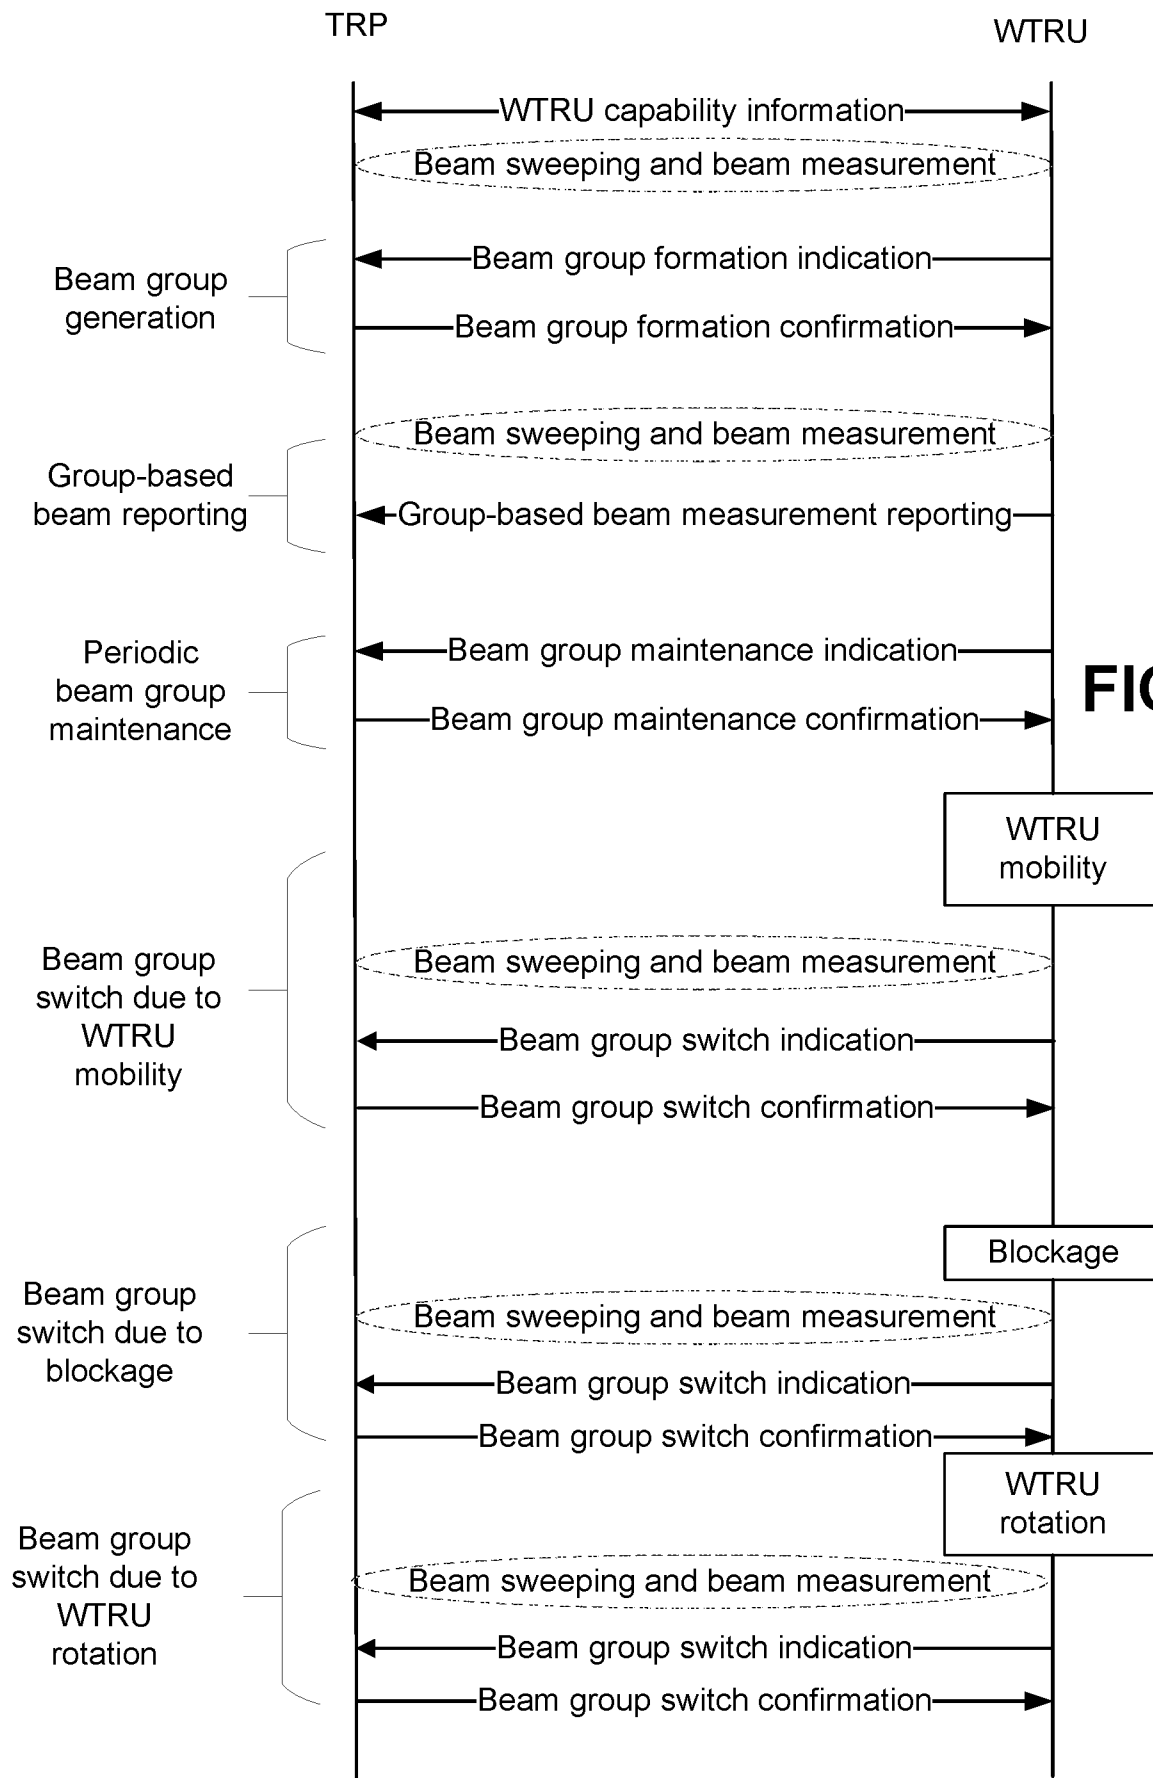 TRP
WTRU
WTRU capability information
Beam sweeping and beam measurement
Beam group formation indication
Beam group
generation
Beam group formation confirmation
Beam sweeping and beam measurement
Group-based
beam reporting
Group-based beam measurement reporting
Periodic
beam group
maintenance
Beam group maintenance indication
Beam group maintenance confirmation
FIG
WTRU
mobility
Beam group
switch due to
WTRU
mobility
Beam sweeping and beam measurement
Beam group switch indication
Beam group switch confirmation
Blockage
Beam group
switch due to
blockage
Beam sweeping and beam measurement
Beam group switch indication
Beam group switch confirmation
WTRU
rotation
Beam group
switch due to
WTRU
rotation
Beam sweeping and beam measurement
Beam group switch indication
Beam group switch confirmation